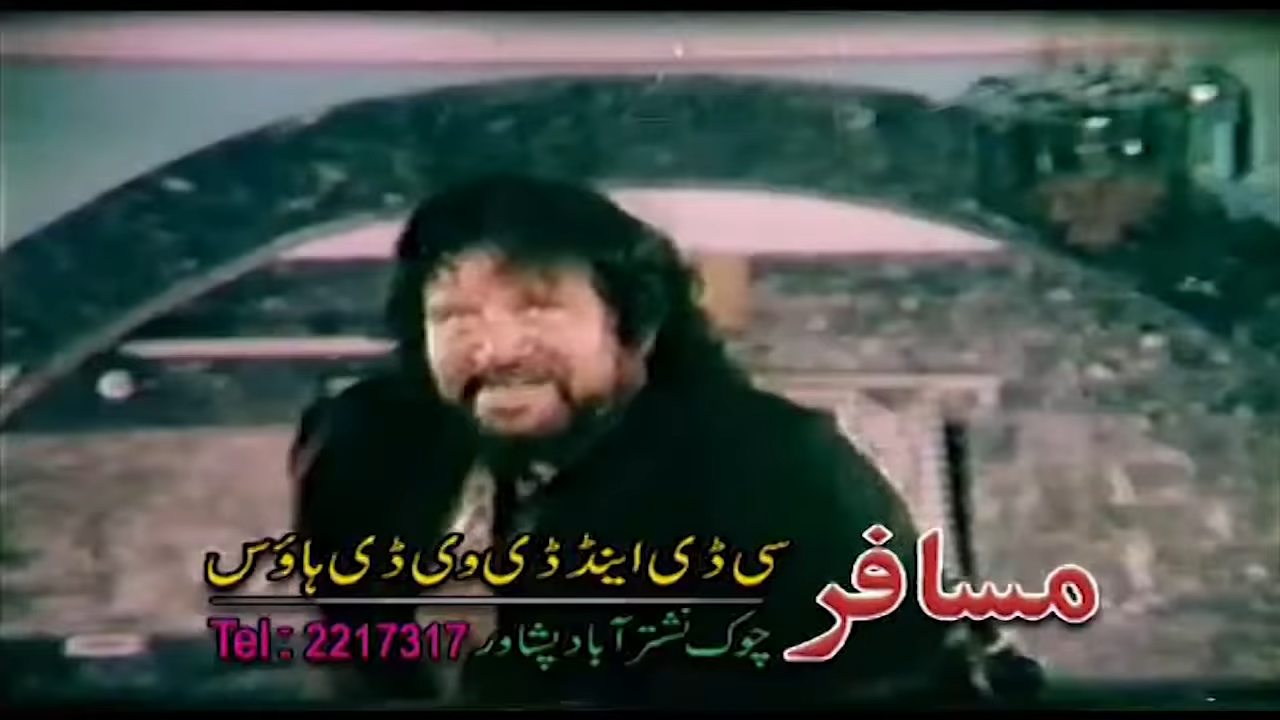 مسافر
سی ڈی اینڈ ڈی وی ڈی ہاؤس
چوک نشتر آباد پشاور Tel : 2217317